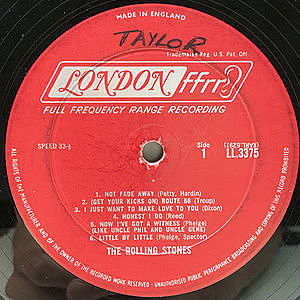 MADE IN ENGLAND
TAYLOR
Trademarks Reg. U.S. Pat. Off.
LONDON ffrr
FULL FREQUENCY RANGE RECORDING
SPEED 33⅓
Side
1
LL.3375
(KARL.6291)
1. NOT FADE AWAY (Petty, Hardin)
2. (GET YOUR KICKS ON) ROUTE 66 (Troup)
3. I JUST WANT TO MAKE LOVE TO YOU (Dixon)
4. HONEST I DO (Reed)
5. NOW I'VE GOT A WITNESS (Phelge)
(LIKE UNCLE PHIL AND UNCLE GENE)
6. LITTLE BY LITTLE (Phelge, Spector)
THE ROLLING STONES
ALL RIGHTS OF THE MANUFACTURER AND OF THE OWNER OF THE RECORDED WORK RESERVED · UNAUTHORISED PUBLIC PERFORMANCE BROADCASTING AND COPYING OF THIS RECORD PROHIBITED